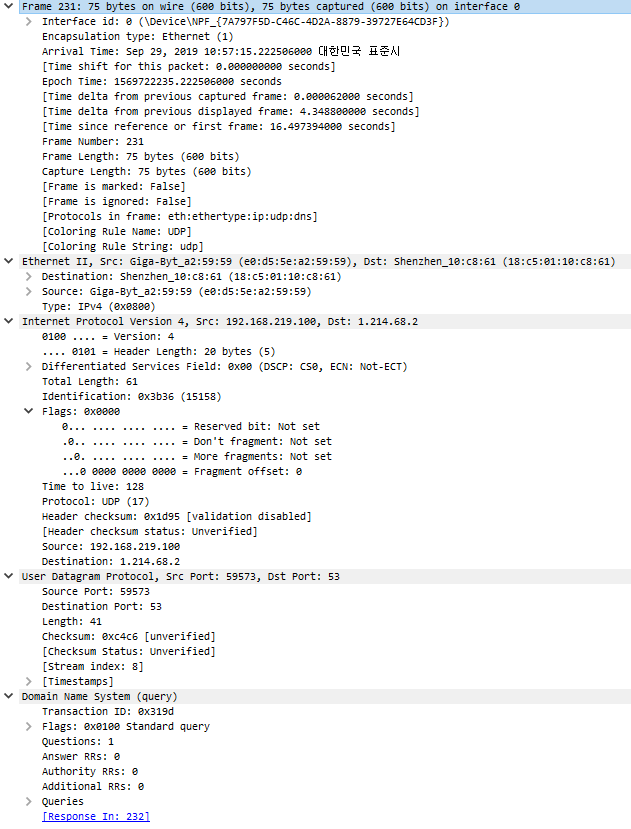 Frame 231: 75 bytes on wire (600 bits), 75 bytes captured (600 bits) on interface 0
Interface id: 0 (\Device\NPF_{7A797F5D-C46C-4D2A-8879-39727E64CD3F})
Encapsulation type: Ethernet (1)
Arrival Time: Sep 29, 2019 10:57:15.222506000 대한민국 표준시
[Time shift for this packet: 0.000000000 seconds]
Epoch Time: 1569722235.222506000 seconds
[Time delta from previous captured frame: 0.000062000 seconds]
[Time delta from previous displayed frame: 4.348800000 seconds]
[Time since reference or first frame: 16.497394000 seconds]
Frame Number: 231
Frame Length: 75 bytes (600 bits)
Capture Length: 75 bytes (600 bits)
[Frame is marked: False]
[Frame is ignored: False]
[Protocols in frame: eth:ethertype:ip:udp:dns]
[Coloring Rule Name: UDP]
[Coloring Rule String: udp]
Ethernet II, Src: Giga-Byt_a2:59:59 (e0:d5:5e:a2:59:59), Dst: Shenzhen_10:c8:61 (18:c5:01:10:c8:61)
Destination: Shenzhen_10:c8:61 (18:c5:01:10:c8:61)
Source: Giga-Byt_a2:59:59 (e0:d5:5e:a2:59:59)
Type: IPv4 (0x0800)
Internet Protocol Version 4, Src: 192.168.219.100, Dst: 1.214.68.2
0100 .... = Version: 4
.... 0101 = Header Length: 20 bytes (5)
Differentiated Services Field: 0x00 (DSCP: CS0, ECN: Not-ECT)
Total Length: 61
Identification: 0x3b36 (15158)
Flags: 0x0000
0... .... .... .... = Reserved bit: Not set
.0.. .... .... .... = Don't fragment: Not set
..0. .... .... .... = More fragments: Not set
...0 0000 0000 0000 = Fragment offset: 0
Time to live: 128
Protocol: UDP (17)
Header checksum: 0x1d95 [validation disabled]
[Header checksum status: Unverified]
Source: 192.168.219.100
Destination: 1.214.68.2
User Datagram Protocol, Src Port: 59573, Dst Port: 53
Source Port: 59573
Destination Port: 53
Length: 41
Checksum: 0xc4c6 [unverified]
[Checksum Status: Unverified]
[Stream index: 8]
[Timestamps]
Domain Name System (query)
Transaction ID: 0x319d
Flags: 0x0100 Standard query
Questions: 1
Answer RRs: 0
Authority RRs: 0
Additional RRs: 0
Queries
[Response In: 232]